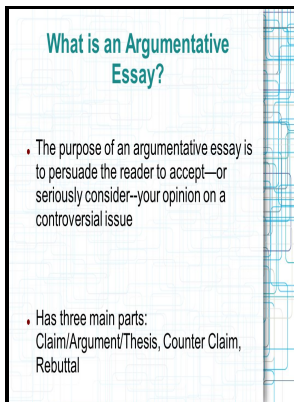 What is an Argumentative
Essay?
• The purpose of an argumentative essay is
to persuade the reader to accept—or
seriously consider--your opinion on a
controversial issue
• Has three main parts:
Claim/Argument/Thesis, Counter Claim,
Rebuttal